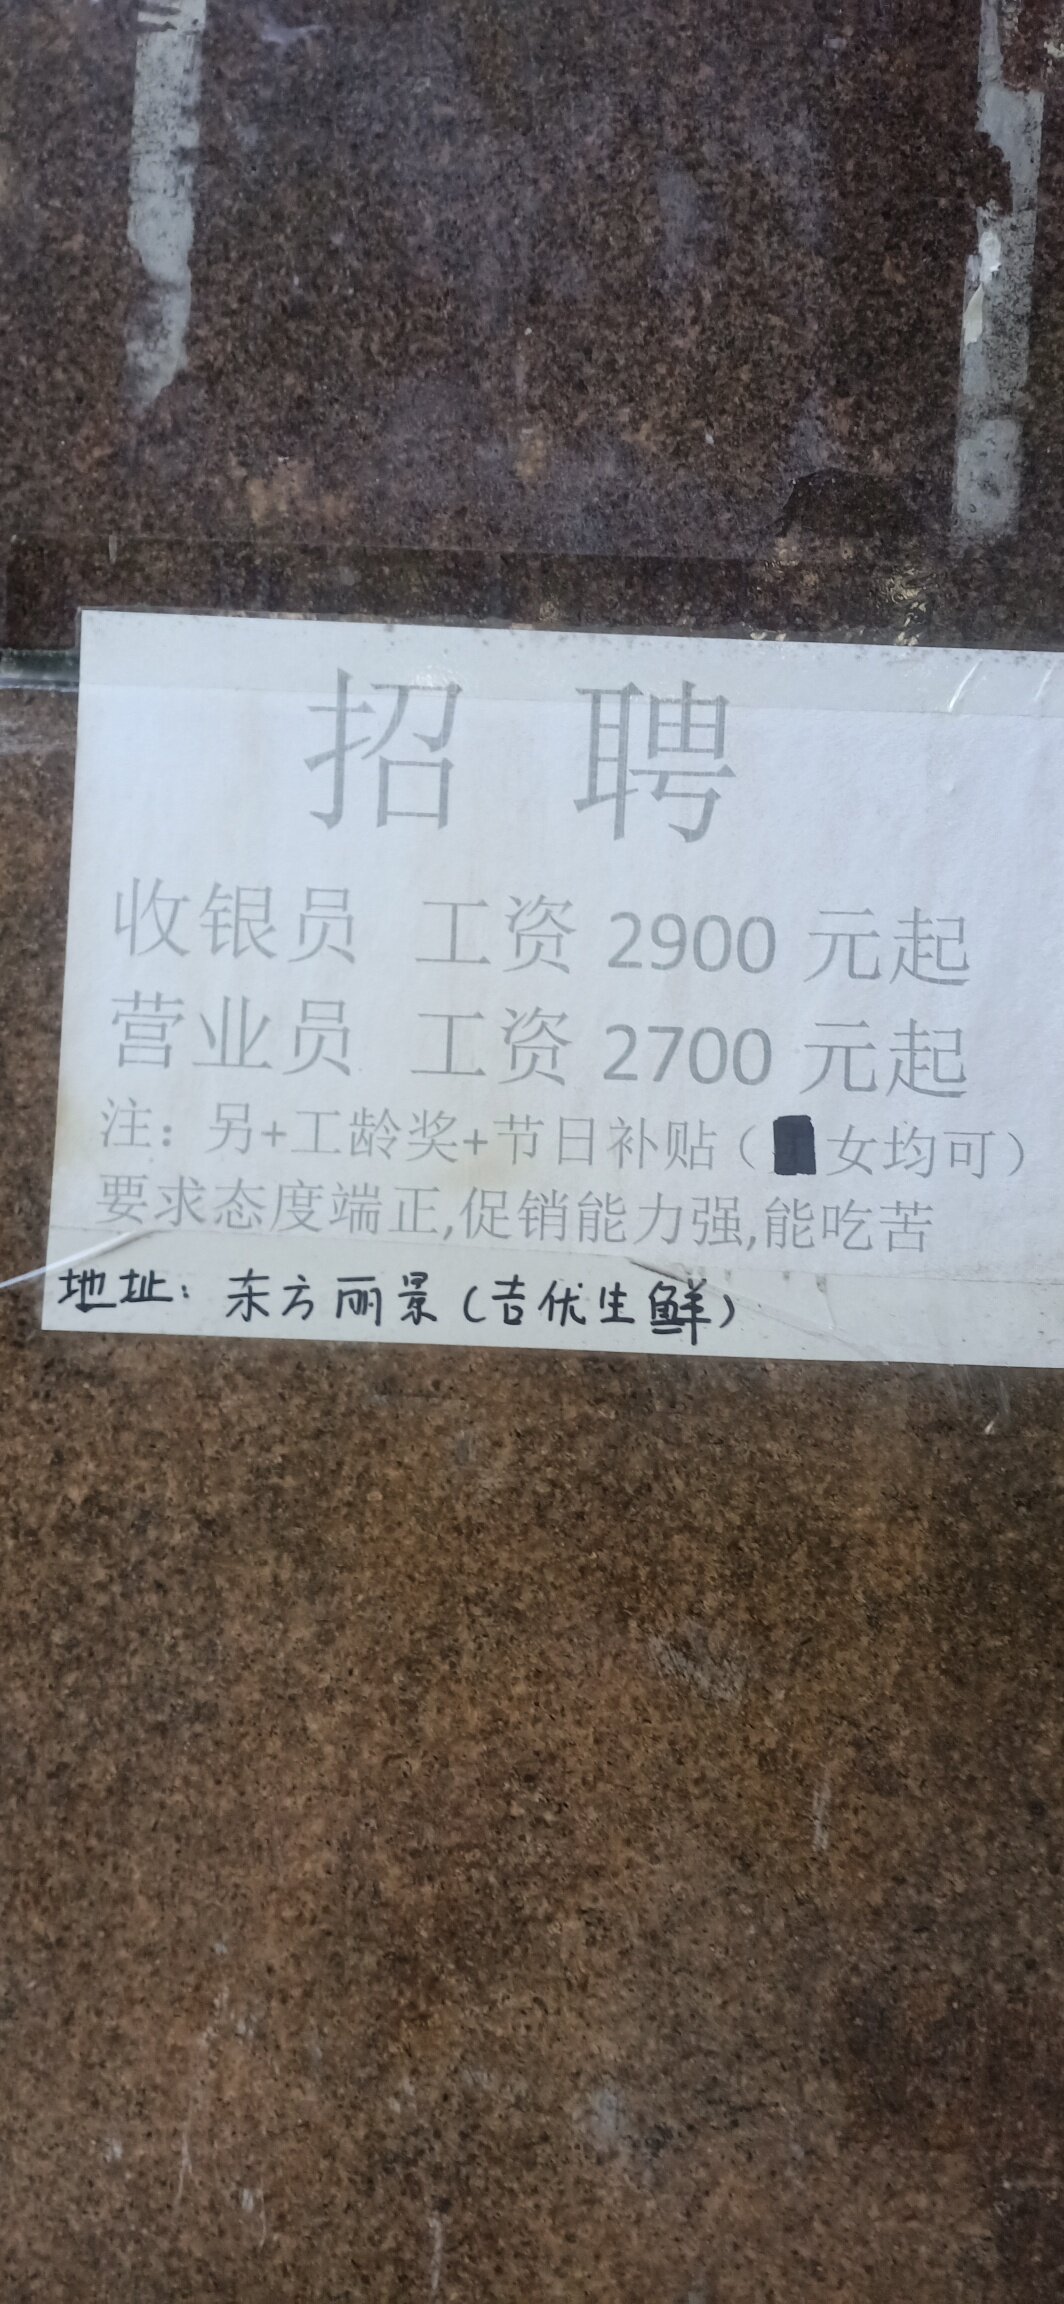 招 聘
收银员 工资 2900 元起
营业员 工资 2700 元起
注：另+工龄奖+节日补贴（女均可）
要求态度端正,促销能力强,能吃苦
地址：东方丽景(吉优生鲜)